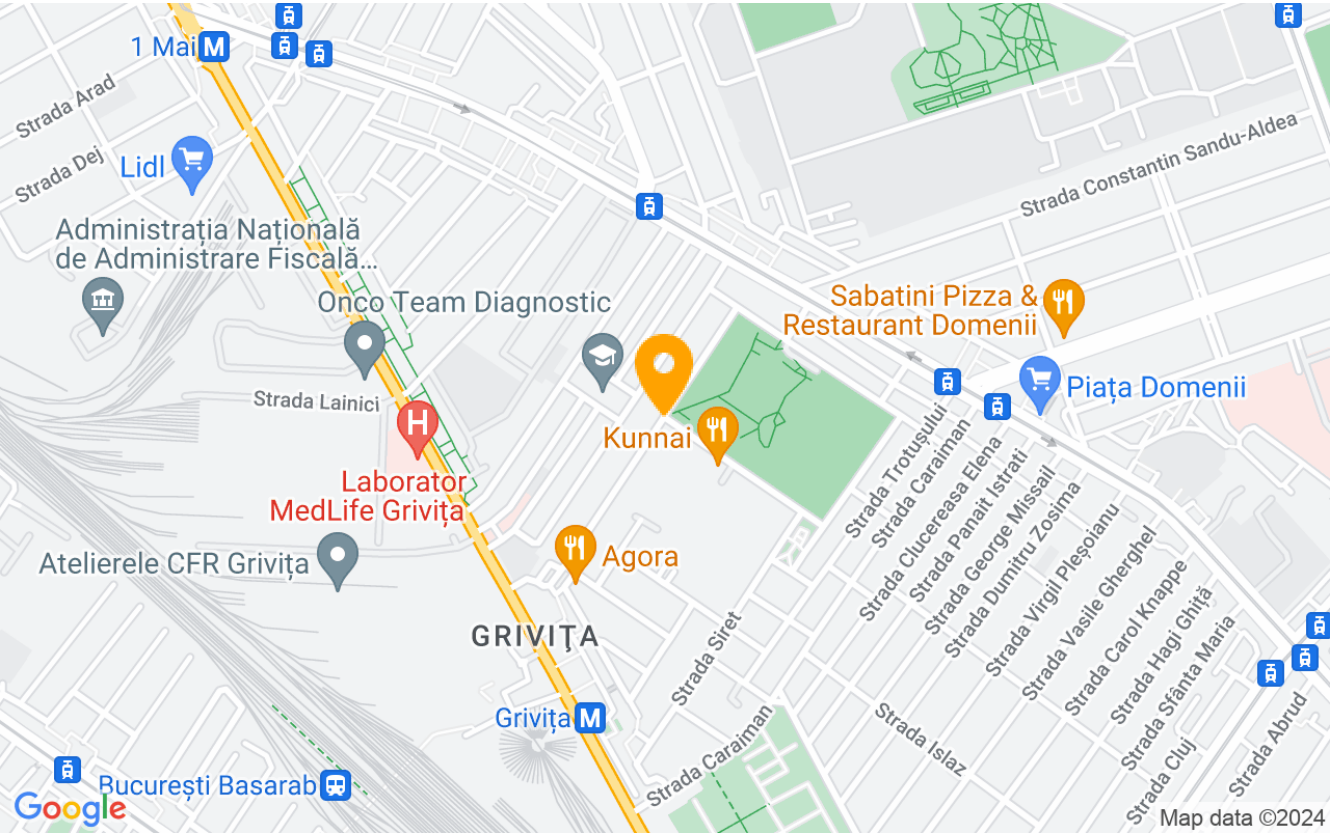 1 Mai M
Strada Arad
Strada Constantin Sandu-Aldea
Lidl
Strada Dej
Administrația Națională
de Administrare Fiscală...
Onco Team Diagnostic
Sabatini Pizza &
Restaurant Domenii
Piața Domenii
Strada Lainici
H
Kunnai
Laborator
MedLife Grivița
Strada Trotușului
Strada Caraiman
Strada Clucereasa Elena
Strada Panait Istrati
Strada George Missail
Strada Dumitru Zosima
Strada Virgil Pleșoianu
Strada Vasile Gherghel
Strada Carol Knappe
Strada Hagi Ghiță
Strada Sfânta Maria
Strada Cluj
Strada Abrud
Atelierele CFR Grivița
Agora
GRIVIȚA
Strada Siret
Grivița M
Strada Islaz
Strada Caraiman
București Basarab
Google
Map data ©2024